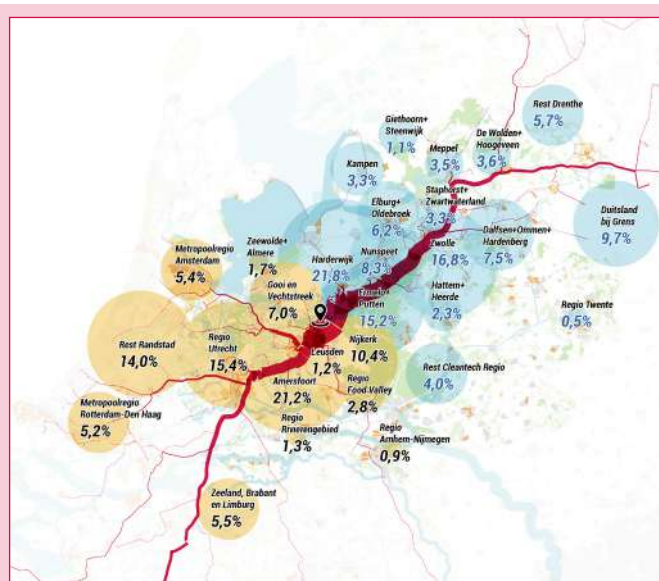 Rest Drenthe
5,7%
Giethoorn+
Steenwijk
1,1%
De Wolden+
Hoogeveen
3,6%
Meppel
3,5%
Kampen
3,3%
Staphorst+
Zwartwaterland
3,3%
Elburg+
Oldebroek
6,2%
Duitsland
bij Grens
9,7%
Dalfsen+Ommen+
Hardenberg
7,5%
Zwolle
16,8%
Zeewolde+
Almere
1,7%
Metropoolregio
Amsterdam
5,4%
Harderwijk
21,8%
Nunspeet
8,3%
Gooi en
Vechtstreek
7,0%
Hattem+
Heerde
2,3%
Ermelo+
Putten
15,2%
Regio Twente
0,5%
Rest Randstad
14,0%
Regio
Utrecht
15,4%
Nijkerk
10,4%
Leusden
1,2%
Rest Cleantech Regio
4,0%
Amersfoort
21,2%
Regio
Food Valley
2,8%
Metropoolregio
Rotterdam-Den Haag
5,2%
Regio
1,3%
Regio
Arnhem-Nijmegen
0,9%
Zeeland, Brabant
en Limburg
5,5%